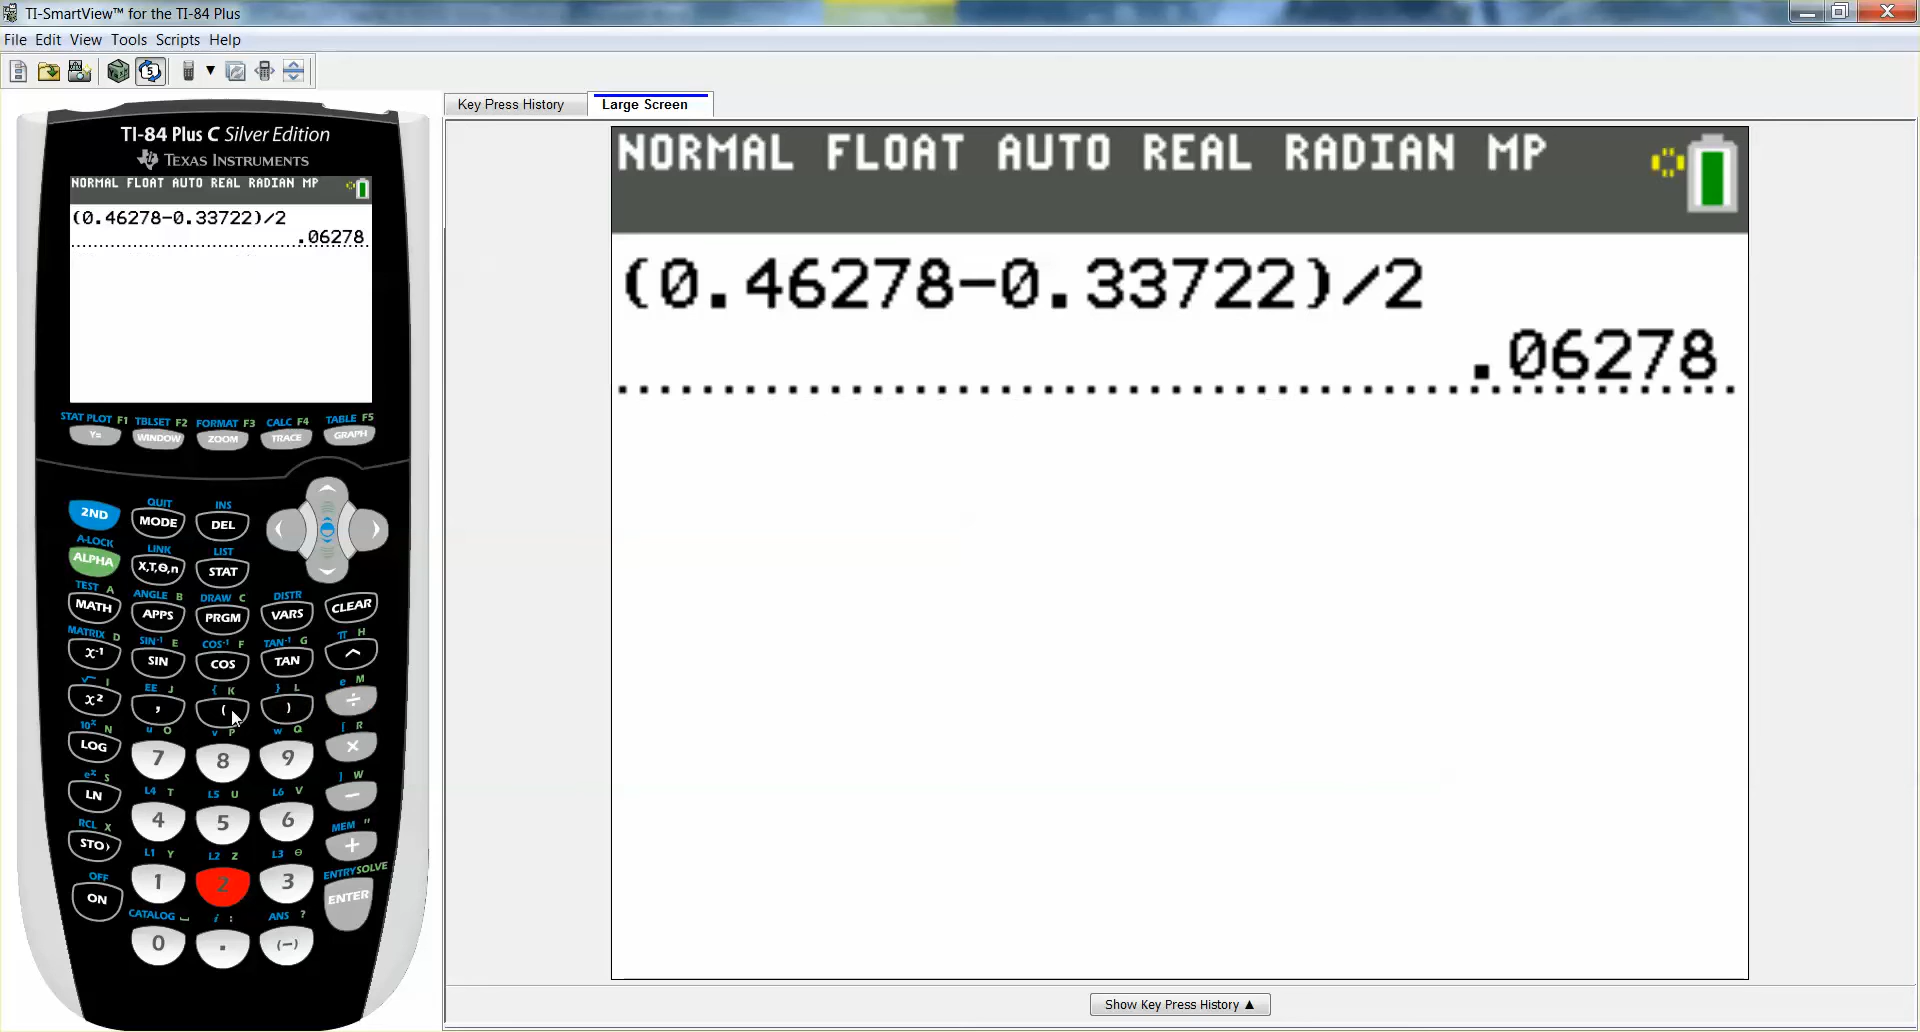 TI-SmartView™ for the TI-84 Plus
File Edit View Tools Scripts Help
Key Press History
Large Screen
TI-84 Plus C Silver Edition
TEXAS INSTRUMENTS
NORMAL FLOAT AUTO REAL RADIAN MP
(0.46278-0.33722)/2
.06278
NORMAL FLOAT AUTO REAL RADIAN MP
(0.46278-0.33722)/2
.06278
STAT PLOT F1 TBLSET F2 FORMAT F3 CALC F4 TABLE F5
Y= WINDOW ZOOM TRACE GRAPH
QUIT INS
2ND MODE DEL
A-LOCK LINK LIST
ALPHA X,T,Θ,n STAT
TEST A ANGLE B DRAW C DISTR
MATH APPS PRGM VARS CLEAR
MATRIX D SIN⁻¹ E COS⁻¹ F TAN⁻¹ G π H
x⁻¹ SIN COS TAN ^
√ I EE J { K } L e M
x² , ( ) ÷
10ˣ N u O v P w Q [ R
LOG 7 8 9 ×
eˣ S L4 T L5 U L6 V ] W
LN 4 5 6 −
RCL X L1 Y L2 Z L3 Θ MEM "
STO› 1 2 3 +
OFF CATALOG ⎵ i : ANS ? ENTRY SOLVE
ON 0 . (−) ENTER
Show Key Press History ▲